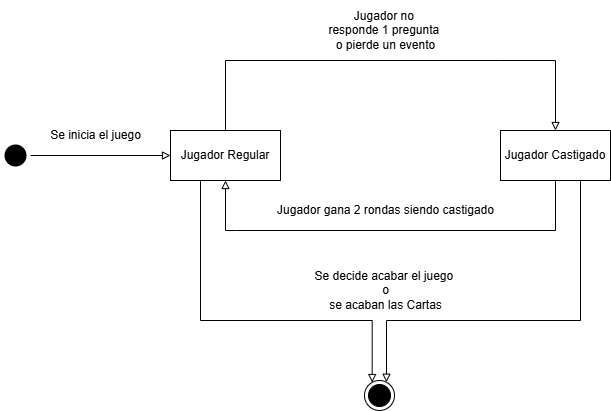 Jugador no
responde 1 pregunta
o pierde un evento
Se inicia el juego
Jugador Regular
Jugador Castigado
Jugador gana 2 rondas siendo castigado
Se decide acabar el juego
o
se acaban las Cartas